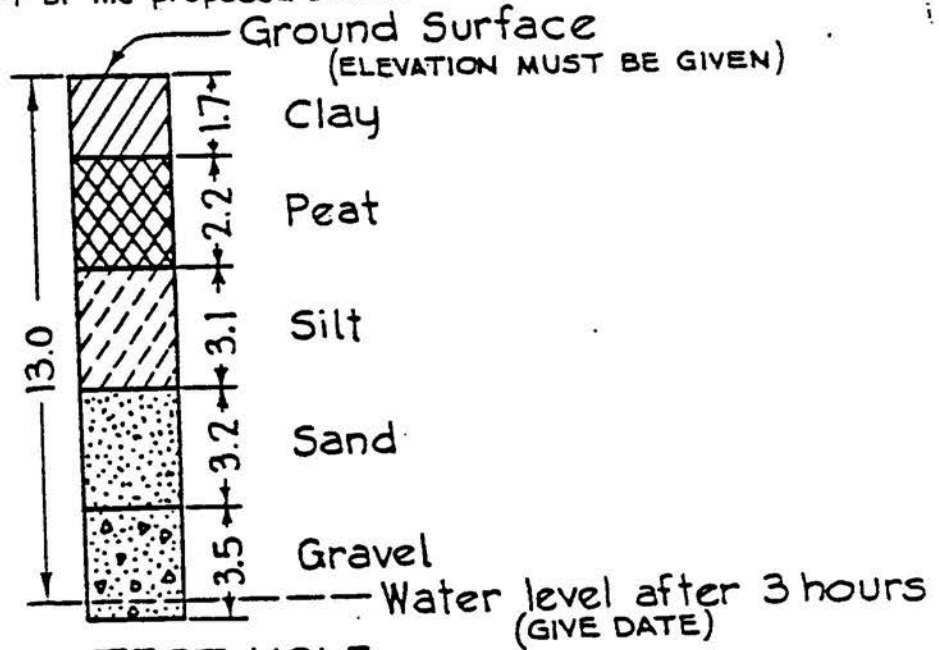 Ground Surface
(ELEVATION MUST BE GIVEN)
1.7 Clay
2.2 Peat
13.0
3.1 Silt
3.2 Sand
3.5 Gravel
Water level after 3 hours
(GIVE DATE)